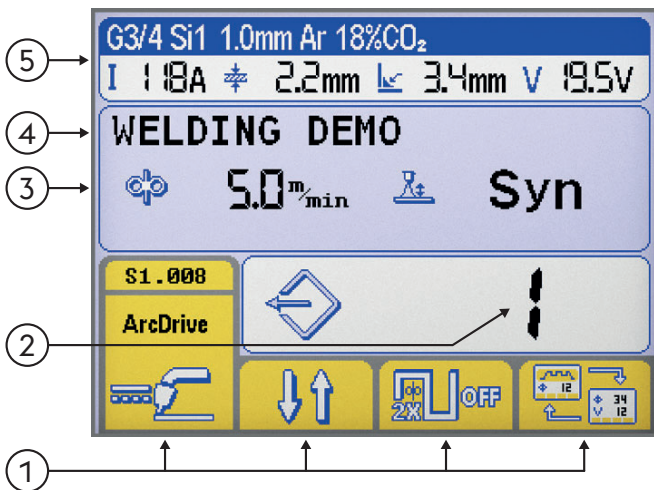 G3/4 Si1 1.0mm Ar 18%CO₂
I 118A 2.2mm 3.4mm V 19.5V
WELDING DEMO
5.0 m/min Syn
S1.008
ArcDrive
1
2X OFF
12
34
V 12
5
4
3
2
1